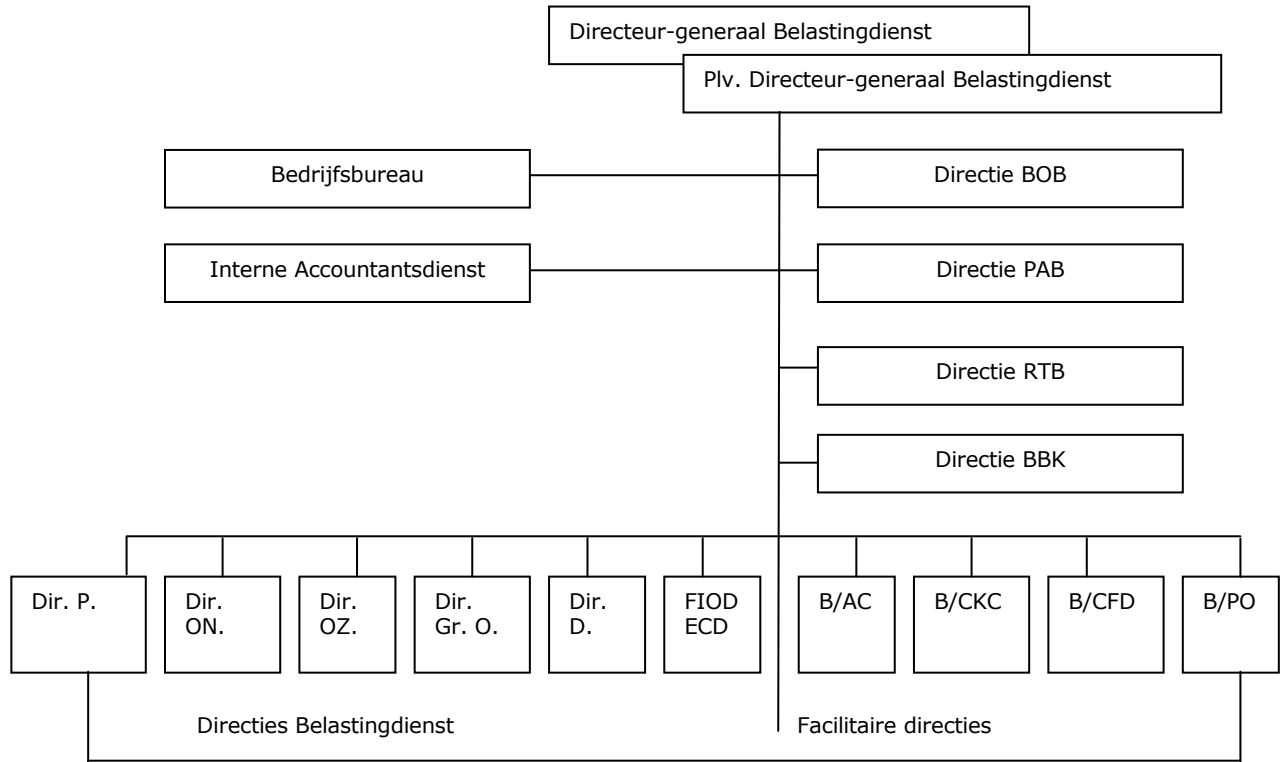 Directeur-generaal Belastingdienst
Plv. Directeur-generaal Belastingdienst
Bedrijfsbureau
Directie BOB
Interne Accountantsdienst
Directie PAB
Directie RTB
Directie BBK
Dir. P.
Dir.
ON.
Dir.
OZ.
Dir.
Gr. O.
Dir.
D.
FIOD
ECD
B/AC
B/CKC
B/CFD
B/PO
Directies Belastingdienst
Facilitaire directies